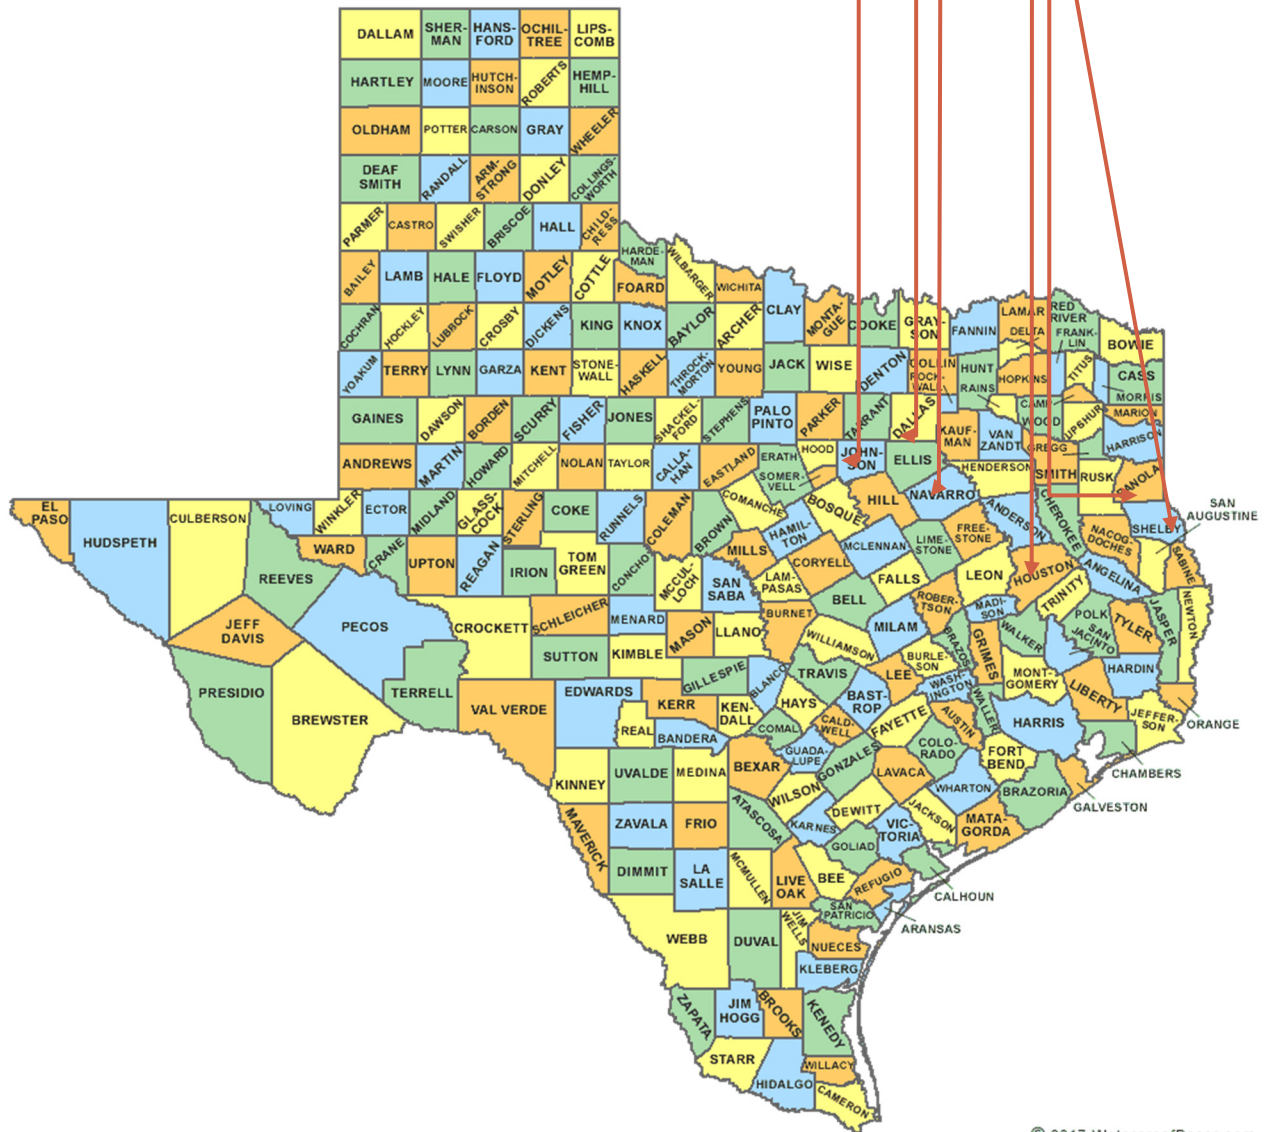 DALLAM
SHER-
MAN
HANS-
FORD
OCHIL-
TREE
LIPS-
COMB
HARTLEY
MOORE
HUTCH-
INSON
ROBERTS
HEMP-
HILL
OLDHAM
POTTER
CARSON
GRAY
WHEELER
DEAF
SMITH
RANDALL
ARM-
STRONG
DONLEY
COLLINGS-
WORTH
PARMER
CASTRO
SWISHER
BRISCOE
HALL
CHILD-
RESS
HARDE-
MAN
BAILEY
LAMB
HALE
FLOYD
MOTLEY
COTTLE
FOARD
WILBARGER
WICHITA
CLAY
MONTA-
GUE
COOKE
GRAY-
SON
FANNIN
LAMAR
RED
RIVER
DELTA
FRANK-
LIN
BOWIE
COCHRAN
HOCKLEY
LUBBOCK
CROSBY
DICKENS
KING
KNOX
BAYLOR
ARCHER
YOAKUM
TERRY
LYNN
GARZA
KENT
STONE-
WALL
HASKELL
THROCK-
MORTON
YOUNG
JACK
WISE
DENTON
COLLIN
ROCK-
WALL
HUNT
RAINS
HOPKINS
TITUS
CASS
MORRIS
CAMP
WOOD
UPSHUR
MARION
GAINES
DAWSON
BORDEN
SCURRY
FISHER
JONES
SHACKEL-
FORD
STEPHENS
PALO
PINTO
PARKER
TARRANT
DALLAS
KAUF-
MAN
VAN
ZANDT
GREGG
HARRISON
ANDREWS
MARTIN
HOWARD
MITCHELL
NOLAN
TAYLOR
CALLA-
HAN
EASTLAND
ERATH
HOOD
SOMER-
VELL
JOHN-
SON
ELLIS
HENDERSON
SMITH
RUSK
ANOLA
EL
PASO
HUDSPETH
CULBERSON
LOVING
WINKLER
ECTOR
MIDLAND
GLASS-
COCK
STERLING
COKE
RUNNELS
COLEMAN
BROWN
COMANCHE
BOSQUE
HILL
NAVARRO
ANDERSON
CHEROKEE
SHELBY
SAN
AUGUSTINE
REEVES
WARD
CRANE
UPTON
REAGAN
IRION
TOM
GREEN
CONCHO
MCCUL-
LOCH
MILLS
HAMIL-
TON
MCLENNAN
LIME-
STONE
FREE-
STONE
NACOG-
DOCHES
SABINE
JEFF
DAVIS
PECOS
CROCKETT
SCHLEICHER
MENARD
SAN
SABA
LAM-
PASAS
CORYELL
BELL
FALLS
LEON
HOUSTON
ANGELINA
NEWTON
PRESIDIO
BREWSTER
TERRELL
SUTTON
KIMBLE
MASON
LLANO
BURNET
WILLIAMSON
MILAM
ROBER-
TSON
MADI-
SON
TRINITY
POLK
TYLER
JASPER
VAL VERDE
EDWARDS
KERR
GILLESPIE
BLANCO
TRAVIS
LEE
BURLE-
SON
BRAZOS
GRIMES
WALKER
SAN
JACINTO
HARDIN
REAL
BANDERA
KEN-
DALL
HAYS
COMAL
CALD-
WELL
BAST-
ROP
FAYETTE
WASH-
INGTON
AUSTIN
WALLER
MONT-
GOMERY
LIBERTY
HARRIS
JEFFER-
SON
ORANGE
CHAMBERS
KINNEY
UVALDE
MEDINA
BEXAR
GUADA-
LUPE
GONZALES
LAVACA
COLO-
RADO
FORT
BEND
GALVESTON
MAVERICK
ZAVALA
FRIO
ATASCOSA
WILSON
KARNES
DEWITT
JACKSON
WHARTON
BRAZORIA
MATA-
GORDA
DIMMIT
LA
SALLE
MCMULLEN
LIVE
OAK
BEE
GOLIAD
VIC-
TORIA
REFUGIO
CALHOUN
ARANSAS
SAN
PATRICIO
WEBB
DUVAL
JIM
WELLS
NUECES
KLEBERG
ZAPATA
JIM
HOGG
BROOKS
KENEDY
STARR
HIDALGO
WILLACY
CAMERON